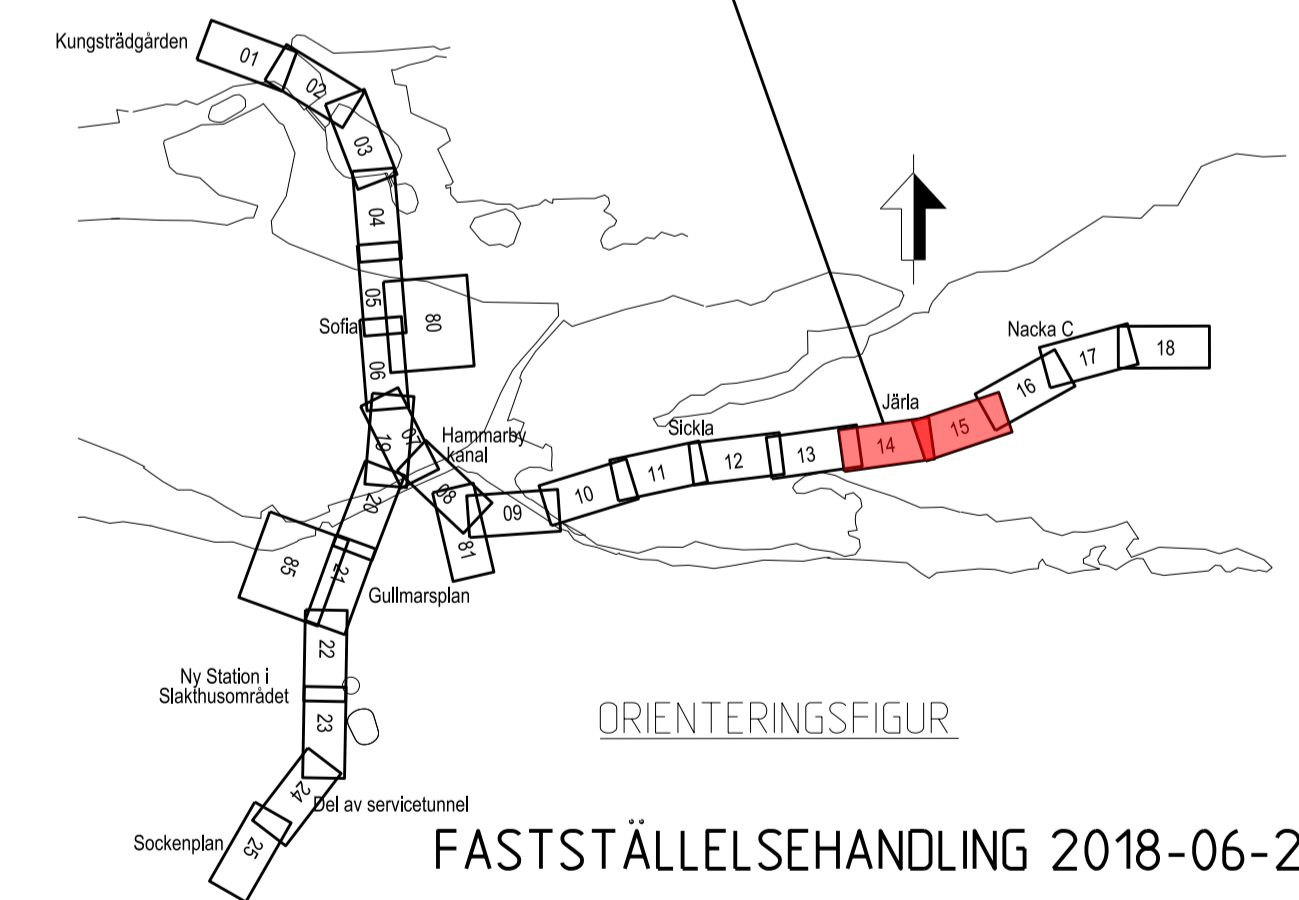 Kungsträdgården
01
02
03
04
05
Sofia
80
06
19
07
Hammarby
kanal
08
20
81
09
10
11
Sickla
12
13
Järla
14
15
16
Nacka C
17
18
85
21
Gullmarsplan
22
Ny Station i
Slakthusområdet
23
24
Del av servicetunnel
Sockenplan
25
ORIENTERINGSFIGUR
FASTSTÄLLELSEHANDLING 2018-06-2